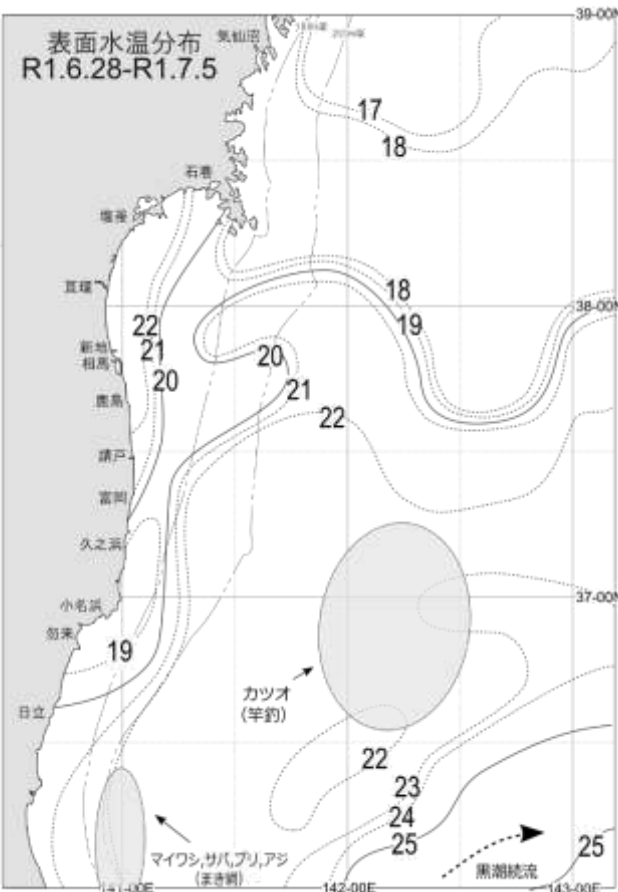 表面水温分布
R1.6.28-R1.7.5
39-00N
気仙沼
17
18
石巻
塩釜
亘理
18
38-00N
19
22
21
20
新地
相馬
20
鹿島
21
22
請戸
富岡
久之浜
37-00N
小名浜
勿来
19
カツオ
(竿釣)
日立
22
23
24
25
25
マイワシ,サバ,ブリ,アジ
(まき網)
黒潮続流
141-00E
142-00E
143-00E